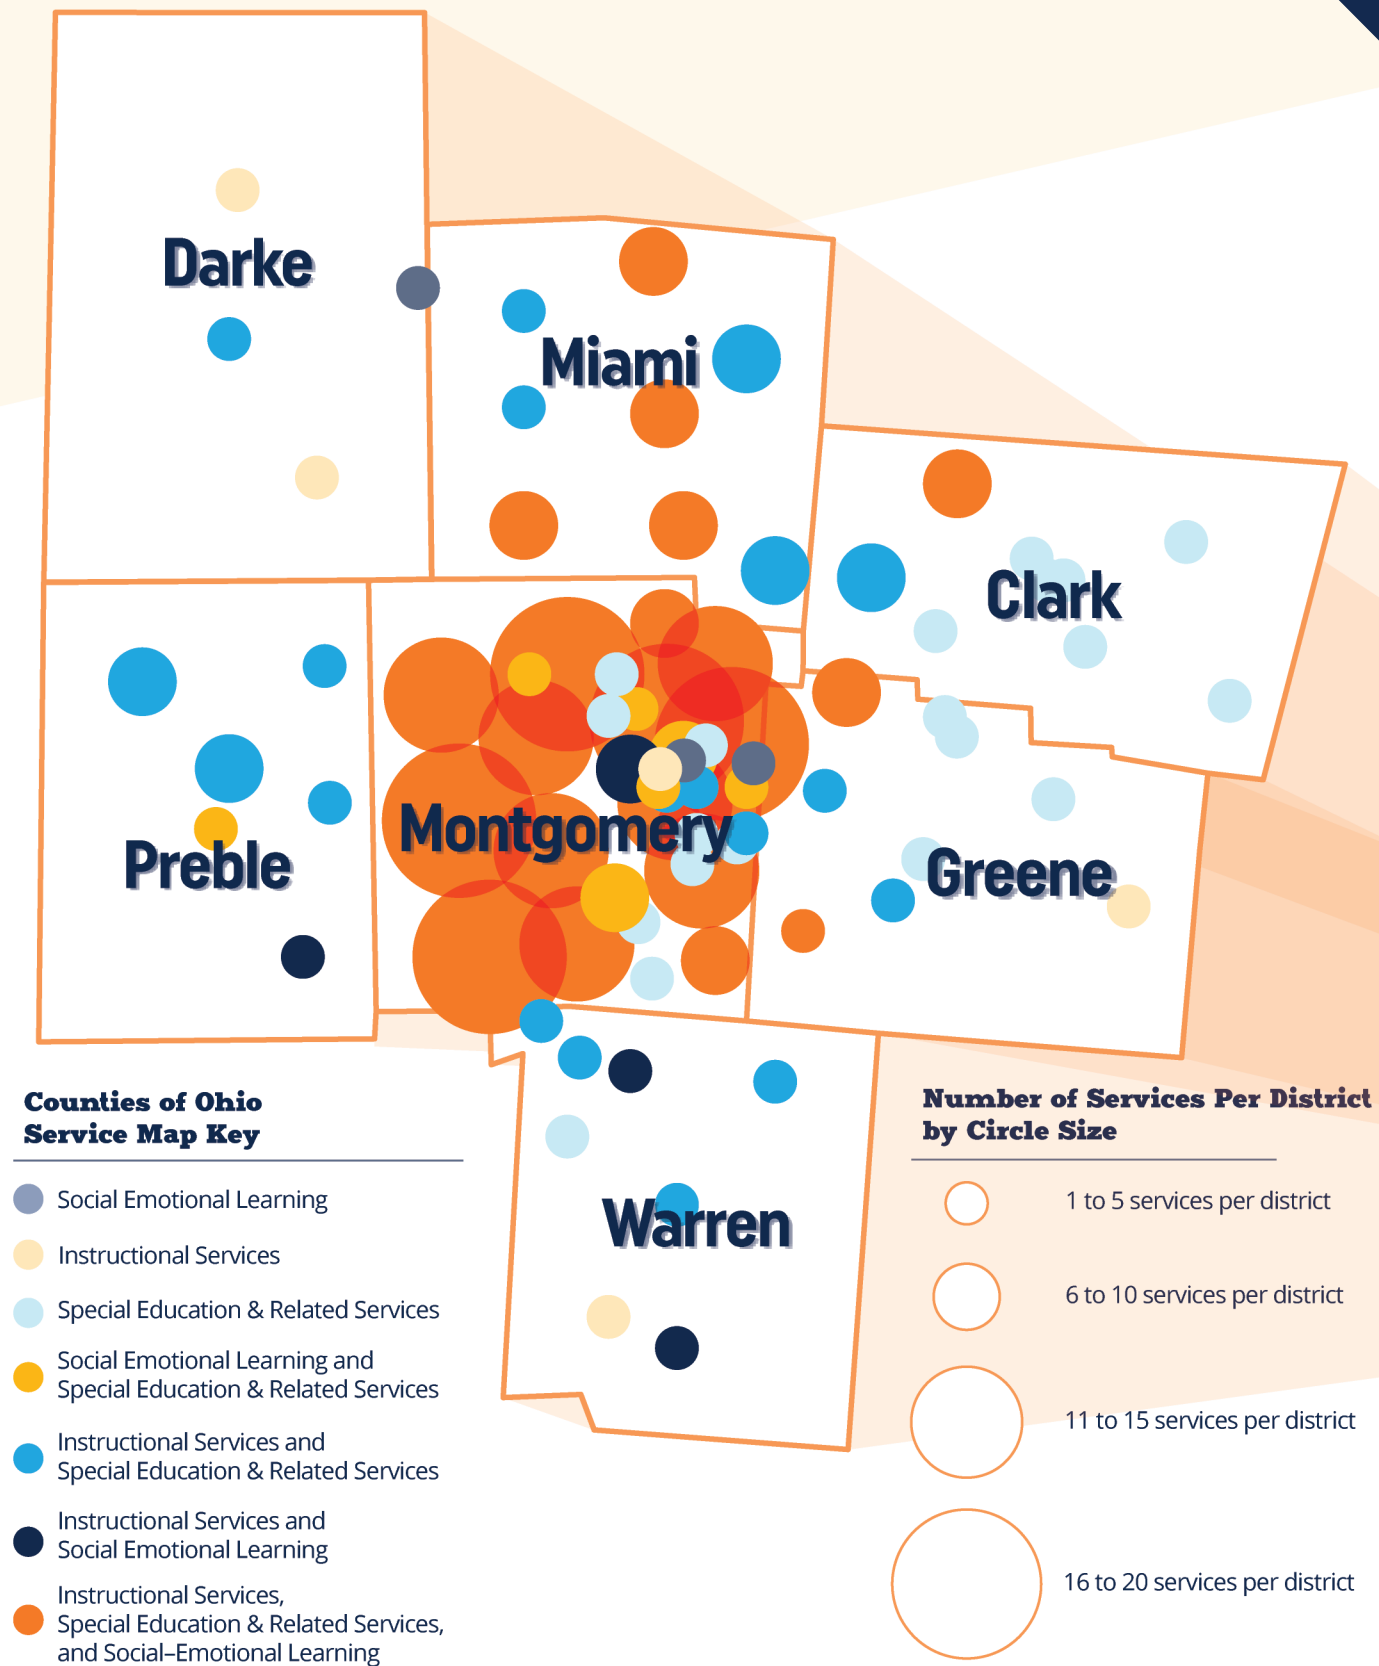 Darke
Miami
Clark
Montgomery
Preble
Greene
Warren
Counties of Ohio
Service Map Key
Social Emotional Learning
Instructional Services
Special Education & Related Services
Social Emotional Learning and
Special Education & Related Services
Instructional Services and
Special Education & Related Services
Instructional Services and
Social Emotional Learning
Instructional Services,
Special Education & Related Services,
and Social–Emotional Learning
Number of Services Per District
by Circle Size
1 to 5 services per district
6 to 10 services per district
11 to 15 services per district
16 to 20 services per district